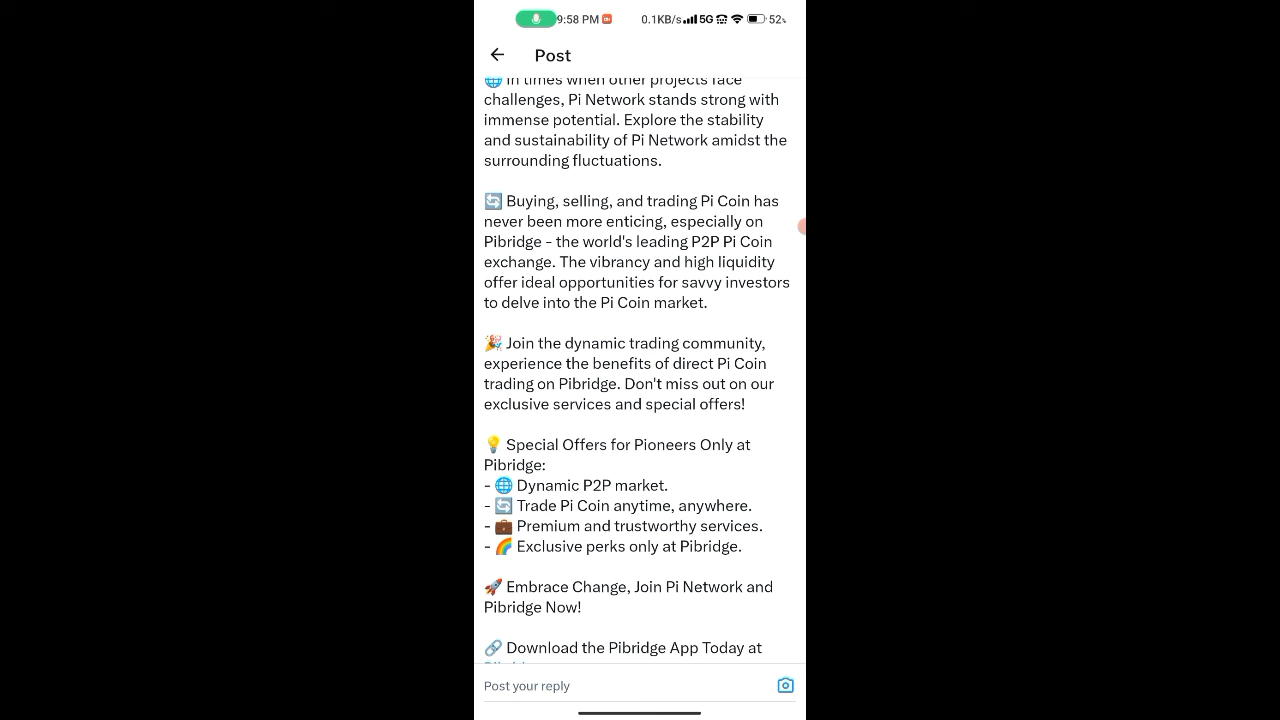 9:58 PM 0.1KB/s 5G 52%
Post
🌐 In times when other projects face
challenges, Pi Network stands strong with
immense potential. Explore the stability
and sustainability of Pi Network amidst the
surrounding fluctuations.
🔄 Buying, selling, and trading Pi Coin has
never been more enticing, especially on
Pibridge - the world's leading P2P Pi Coin
exchange. The vibrancy and high liquidity
offer ideal opportunities for savvy investors
to delve into the Pi Coin market.
🎉 Join the dynamic trading community,
experience the benefits of direct Pi Coin
trading on Pibridge. Don't miss out on our
exclusive services and special offers!
💡 Special Offers for Pioneers Only at
Pibridge:
- 🌐 Dynamic P2P market.
- 🔄 Trade Pi Coin anytime, anywhere.
- 💼 Premium and trustworthy services.
- 🌈 Exclusive perks only at Pibridge.
🚀 Embrace Change, Join Pi Network and
Pibridge Now!
🔗 Download the Pibridge App Today at
Post your reply